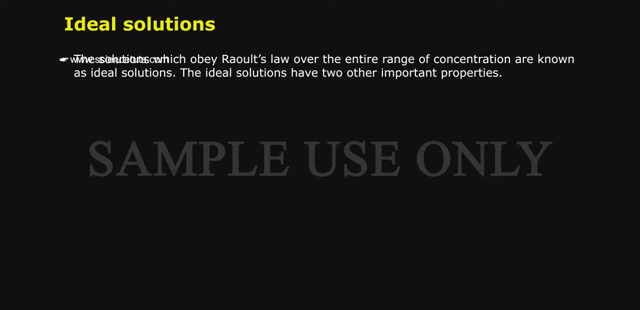 Ideal solutions
☛ The solutions which obey Raoult’s law over the entire range of concentration are known
as ideal solutions. The ideal solutions have two other important properties.
SAMPLE USE ONLY